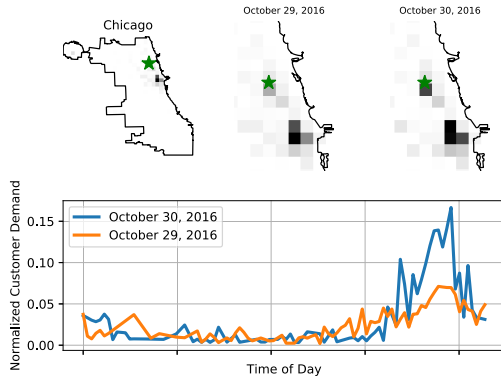 Chicago
October 29, 2016
October 30, 2016
Normalized Customer Demand
0.15
0.10
0.05
0.00
October 30, 2016
October 29, 2016
Time of Day